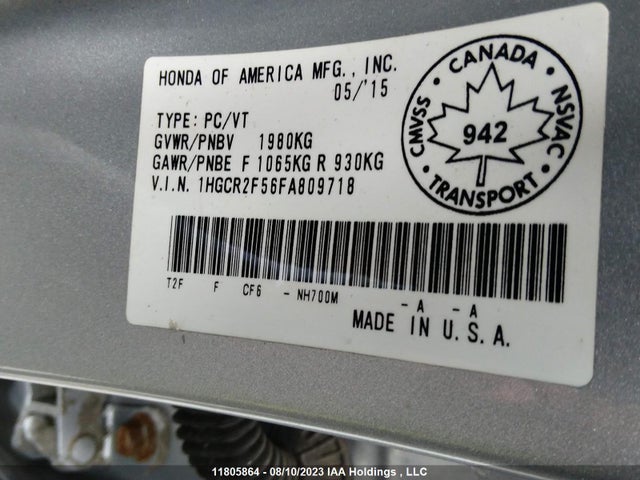 HONDA OF AMERICA MFG., INC.
05/'15
TYPE: PC/VT
GVWR/PNBV 1980KG
GAWR/PNBE F 1065KG R 930KG
V.I.N. 1HGCR2F56FA809718
CANADA
CMVSS
942
NSVAC
TRANSPORT
T2F F CF6 - NH700M - A - A
MADE IN U.S.A.
11805864 - 08/10/2023 IAA Holdings , LLC